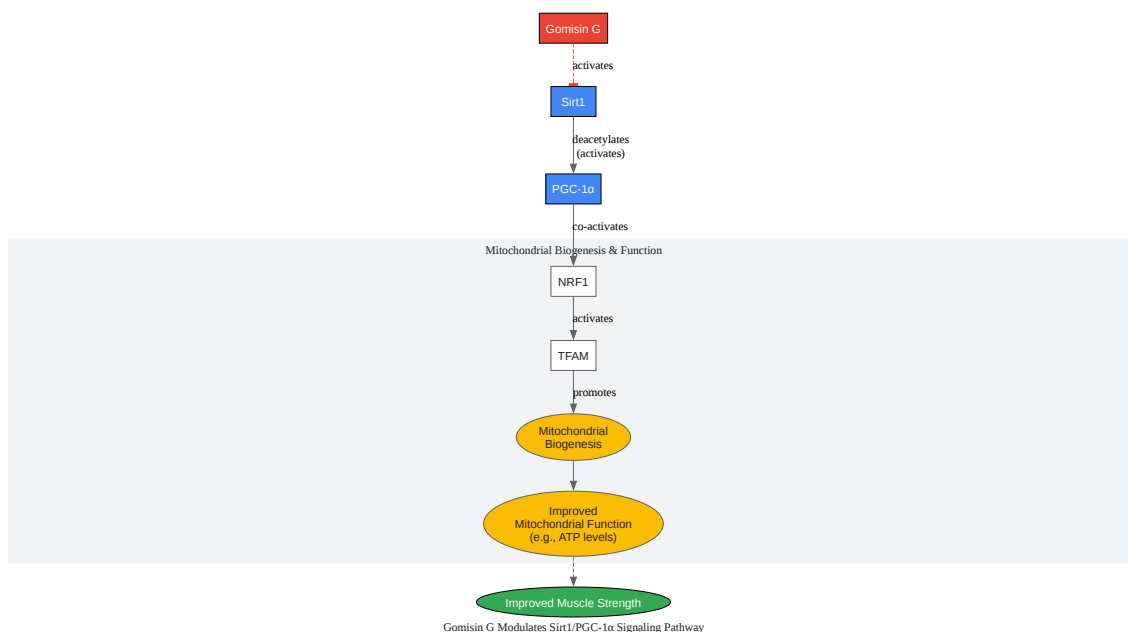 Gomisin G
activates
Sirt1
deacetylates
(activates)
PGC-1α
co-activates
Mitochondrial Biogenesis & Function
NRF1
activates
TFAM
promotes
Mitochondrial
Biogenesis
Improved
Mitochondrial Function
(e.g., ATP levels)
Improved Muscle Strength
Gomisin G Modulates Sirt1/PGC-1α Signaling Pathway